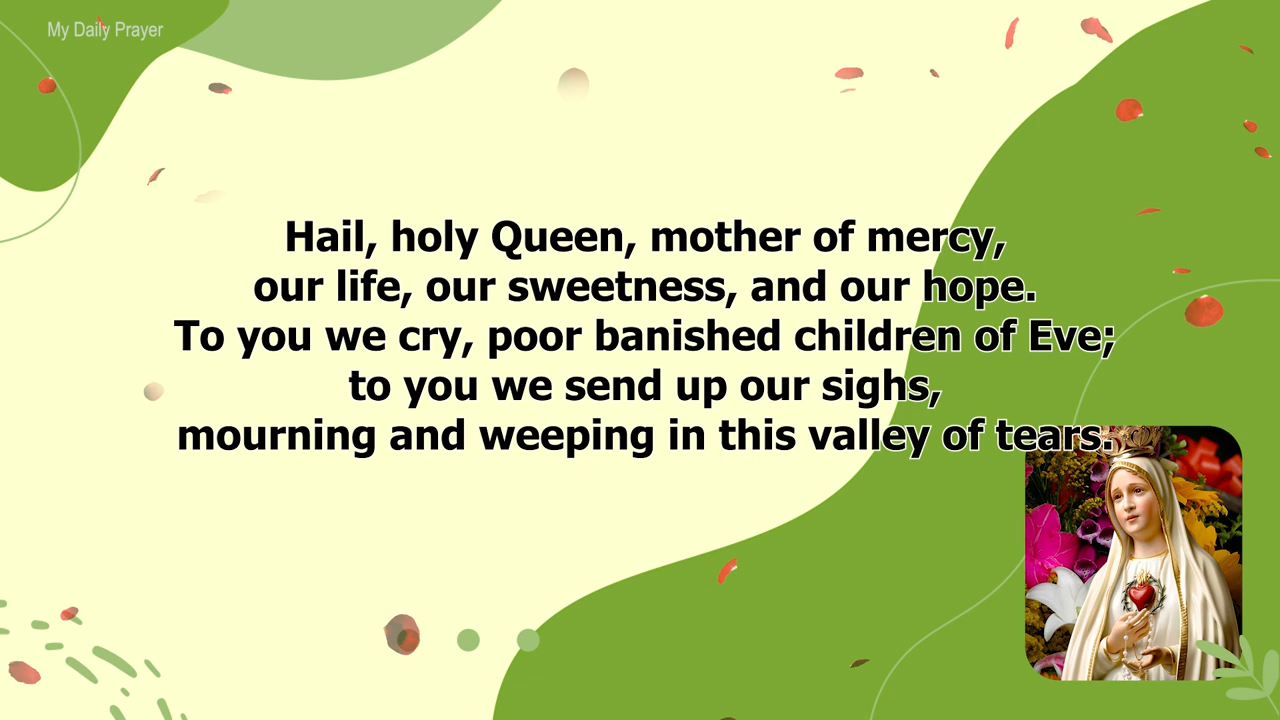 My Daily Prayer
Hail, holy Queen, mother of mercy,
our life, our sweetness, and our hope.
To you we cry, poor banished children of Eve;
to you we send up our sighs,
mourning and weeping in this valley of tears.